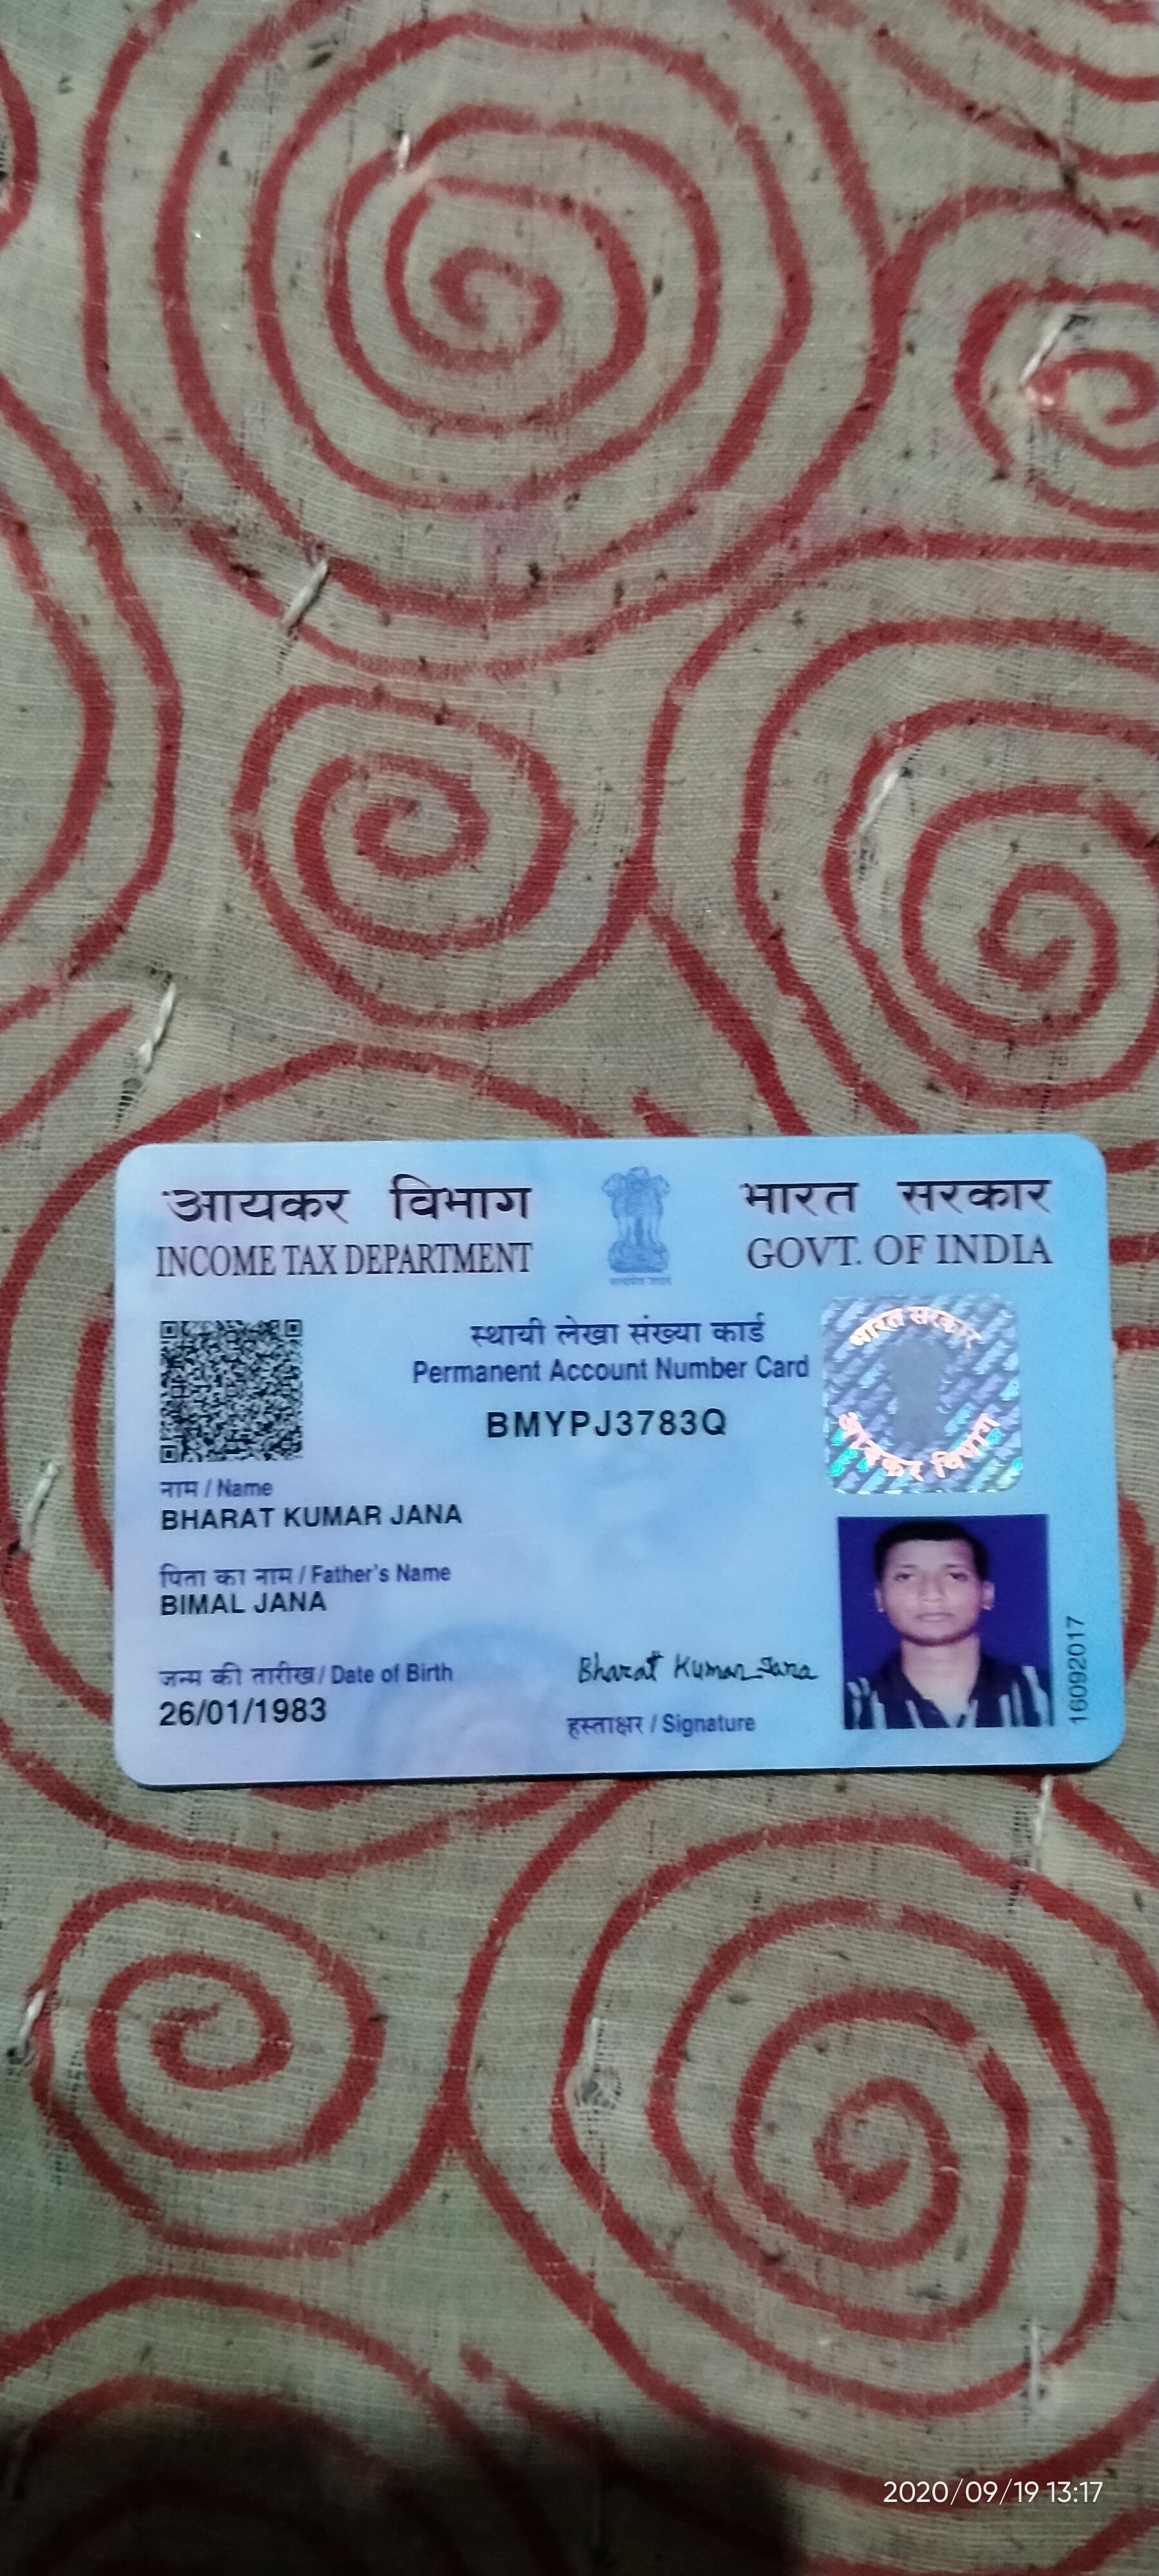 आयकर विभाग
INCOME TAX DEPARTMENT
भारत सरकार
GOVT. OF INDIA
सत्यमेव जयते
स्थायी लेखा संख्या कार्ड
Permanent Account Number Card
BMYPJ3783Q
भारत सरकार
आयकर विभाग
नाम / Name
BHARAT KUMAR JANA
पिता का नाम / Father's Name
BIMAL JANA
जन्म की तारीख / Date of Birth
26/01/1983
Bharat Kumar Jana
हस्ताक्षर / Signature
16092017
2020/09/19 13:17